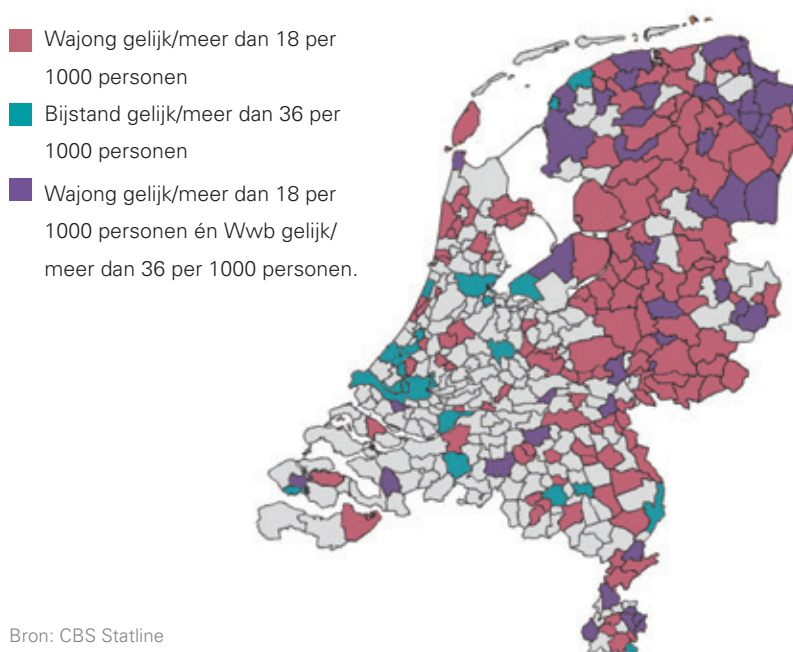 Wajong gelijk/meer dan 18 per
1000 personen
Bijstand gelijk/meer dan 36 per
1000 personen
Wajong gelijk/meer dan 18 per
1000 personen én Wwb gelijk/
meer dan 36 per 1000 personen.
Bron: CBS Statline